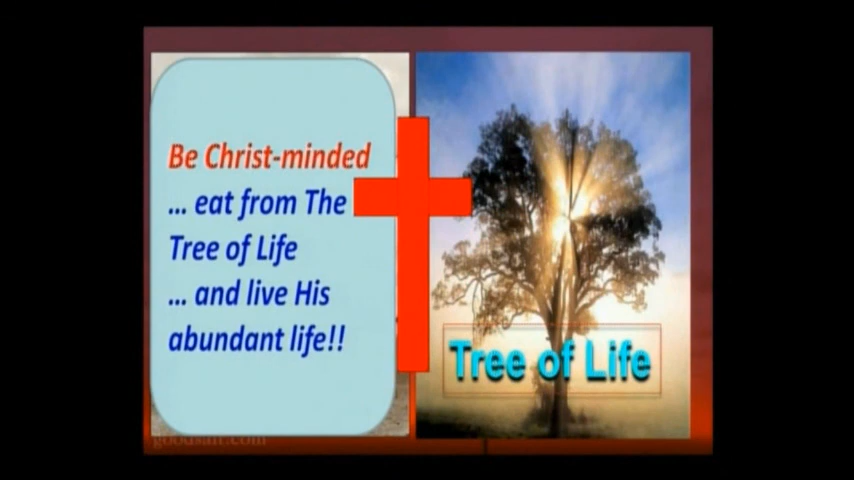 Be Christ-minded
... eat from The
Tree of Life
... and live His
abundant life!!
Tree of Life